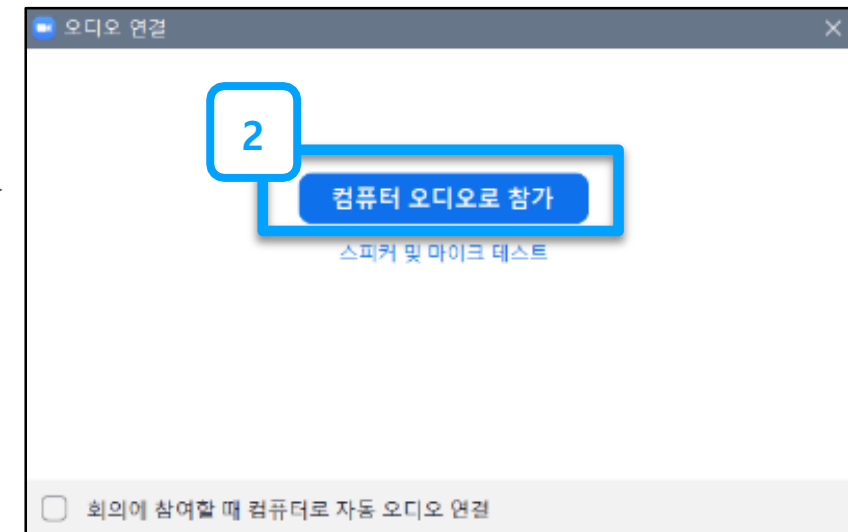 오디오 연결
2
컴퓨터 오디오로 참가
스피커 및 마이크 테스트
회의에 참여할 때 컴퓨터로 자동 오디오 연결